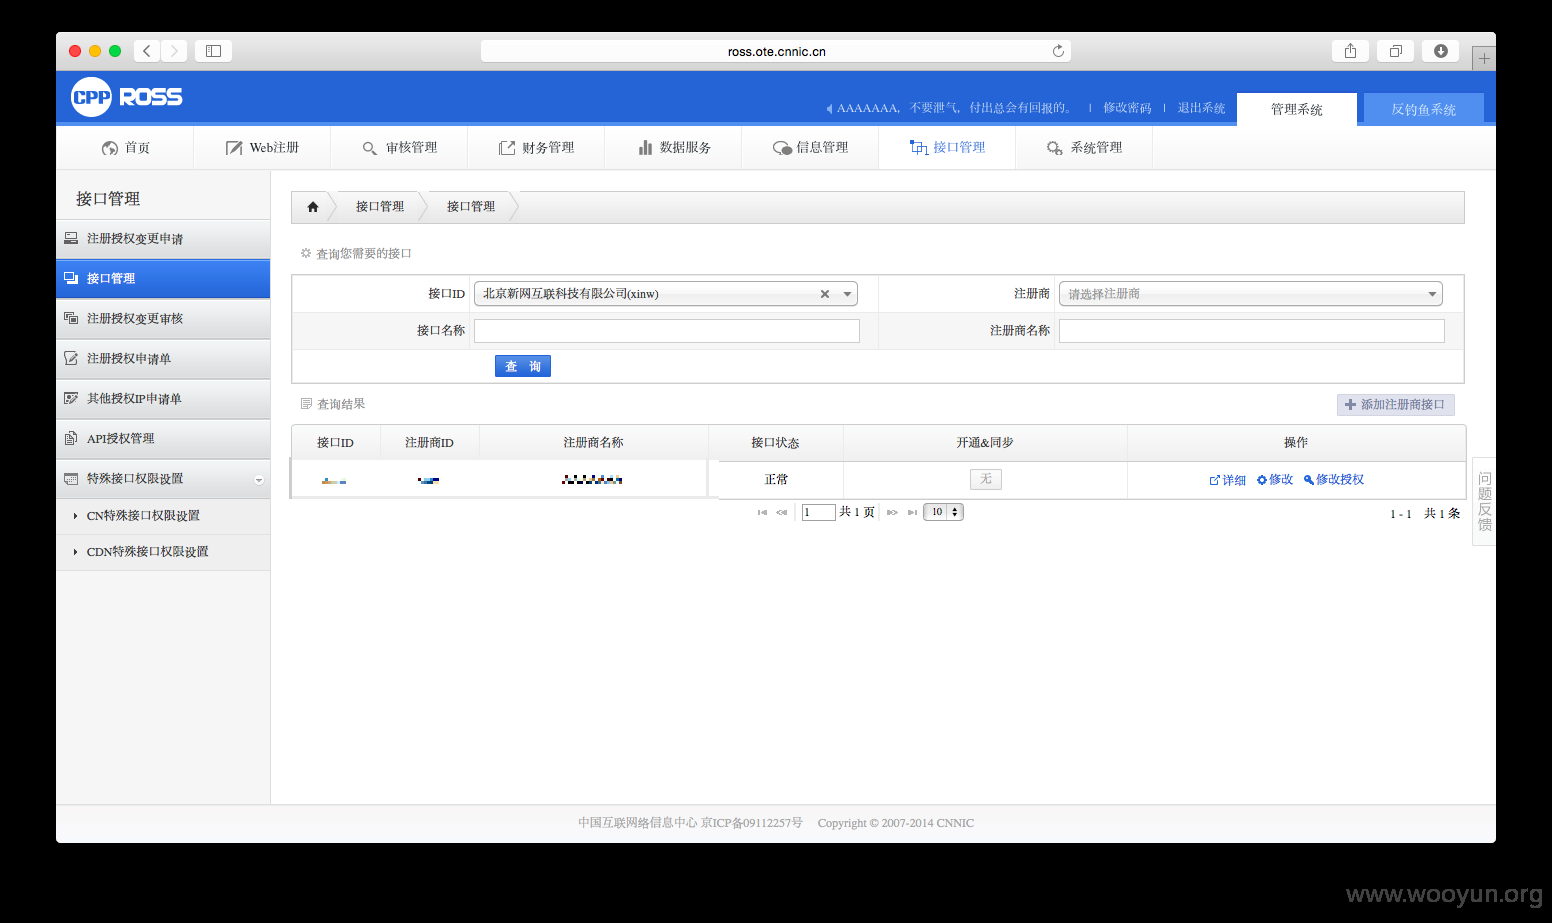 ross.ote.cnnic.cn
CPP ROSS
AAAAAAA，不要泄气，付出总会有回报的。 | 修改密码 | 退出系统 管理系统 反钓鱼系统
首页 Web注册 审核管理 财务管理 数据服务 信息管理 接口管理 系统管理
接口管理
注册授权变更申请
接口管理
注册授权变更审核
注册授权申请单
其他授权IP申请单
API授权管理
特殊接口权限设置
CN特殊接口权限设置
CDN特殊接口权限设置
接口管理 接口管理
查询您需要的接口
接口ID 北京新网互联科技有限公司(xinw) 注册商 请选择注册商
接口名称 注册商名称
查 询
查询结果 添加注册商接口
接口ID 注册商ID 注册商名称 接口状态 开通&同步 操作
正常 无 详细 修改 修改授权
1 共 1 页 10 1 - 1 共 1 条
问题反馈
中国互联网络信息中心 京ICP备09112257号 Copyright © 2007-2014 CNNIC
www.wooyun.org